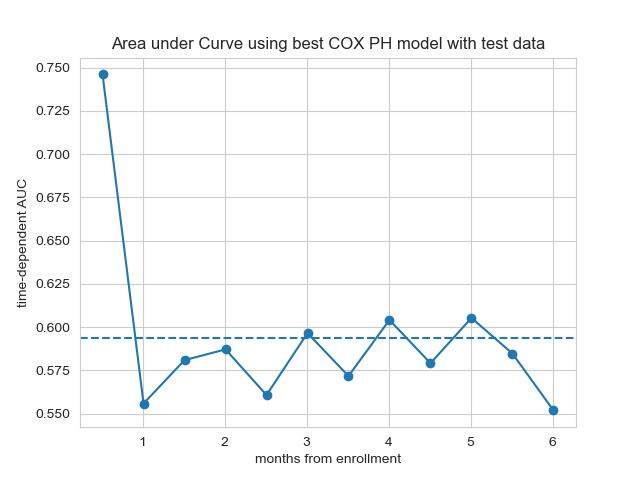 Area under Curve using best COX PH model with test data
time-dependent AUC
0.750
0.725
0.700
0.675
0.650
0.625
0.600
0.575
0.550
1 2 3 4 5 6
months from enrollment